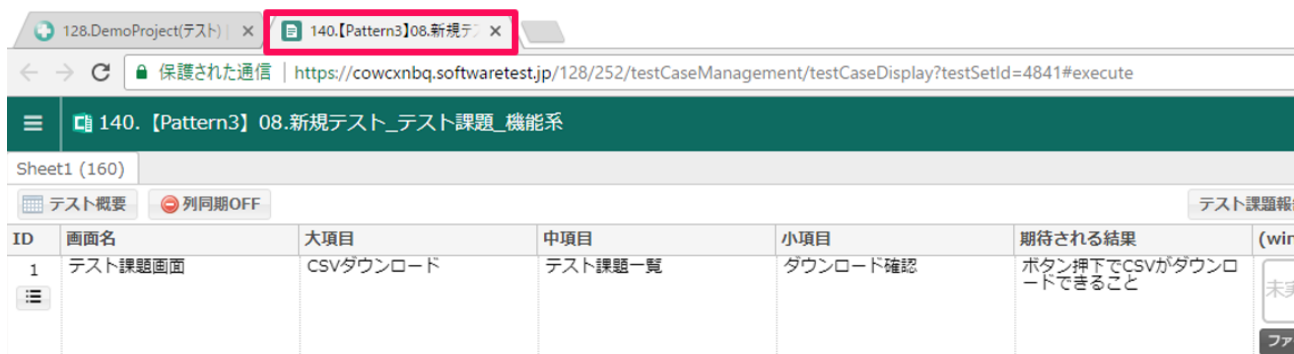 128.DemoProject(テスト) |
140.【Pattern3】08.新規テ
保護された通信 | https://cowcxnbq.softwaretest.jp/128/252/testCaseManagement/testCaseDisplay?testSetId=4841#execute
140.【Pattern3】08.新規テスト_テスト課題_機能系
Sheet1 (160)
テスト概要 列同期OFF テスト課題報
ID 画面名 大項目 中項目 小項目 期待される結果 (win
1 テスト課題画面 CSVダウンロード テスト課題一覧 ダウンロード確認 ボタン押下でCSVがダウンロ
ードできること
未実
ファ